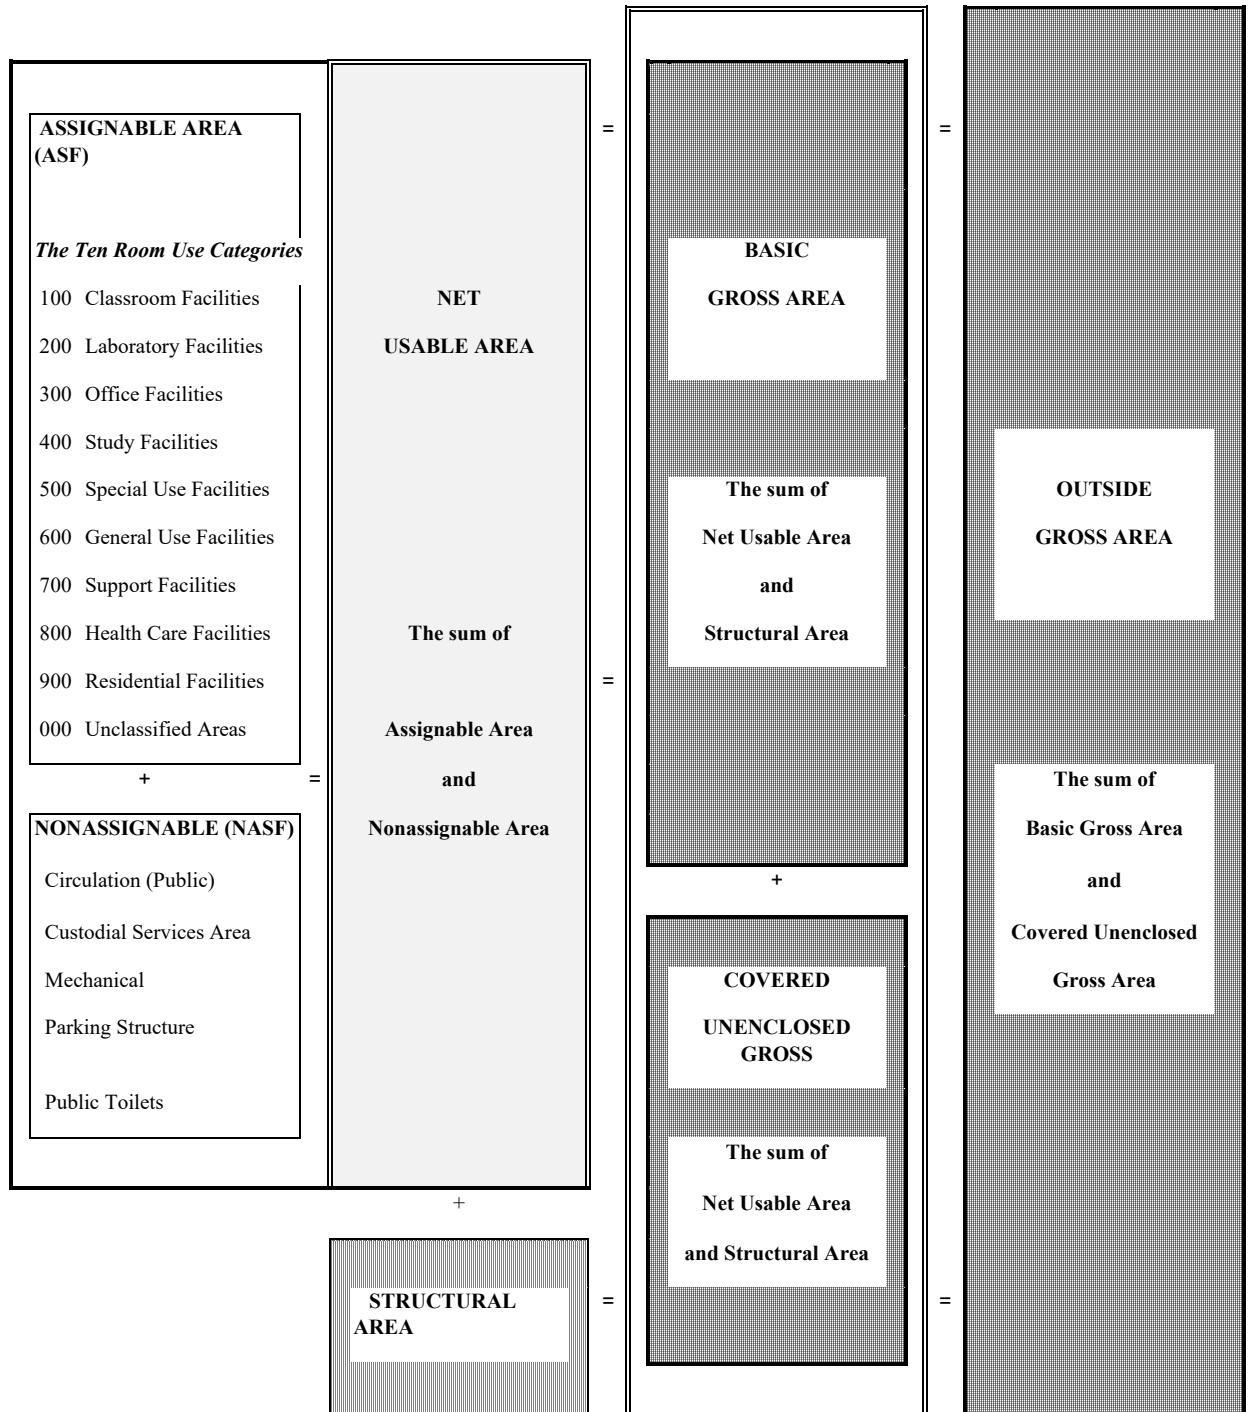 ASSIGNABLE AREA
(ASF)
The Ten Room Use Categories
100 Classroom Facilities
200 Laboratory Facilities
300 Office Facilities
400 Study Facilities
500 Special Use Facilities
600 General Use Facilities
700 Support Facilities
800 Health Care Facilities
900 Residential Facilities
000 Unclassified Areas
+
=
NONASSIGNABLE (NASF)
Circulation (Public)
Custodial Services Area
Mechanical
Parking Structure
Public Toilets
NET
USABLE AREA
The sum of
Assignable Area
and
Nonassignable Area
+
STRUCTURAL
AREA
=
=
=
BASIC
GROSS AREA
The sum of
Net Usable Area
and
Structural Area
+
COVERED
UNENCLOSED
GROSS
The sum of
Net Usable Area
and Structural Area
=
=
OUTSIDE
GROSS AREA
The sum of
Basic Gross Area
and
Covered Unenclosed
Gross Area